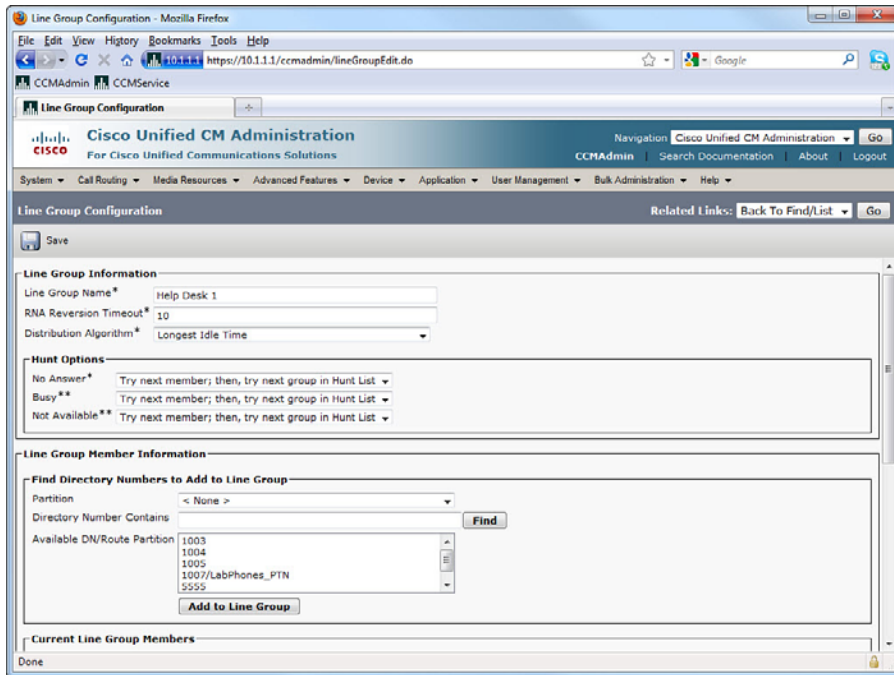 Line Group Configuration - Mozilla Firefox
File Edit View History Bookmarks Tools Help
10.1.1.1 https://10.1.1.1/ccmadmin/lineGroupEdit.do Google
CCMAdmin CCMService
Line Group Configuration
cisco Cisco Unified CM Administration Navigation Cisco Unified CM Administration Go
For Cisco Unified Communications Solutions CCMAdmin | Search Documentation | About | Logout
System Call Routing Media Resources Advanced Features Device Application User Management Bulk Administration Help
Line Group Configuration Related Links: Back To Find/List Go
Save
Line Group Information
Line Group Name* Help Desk 1
RNA Reversion Timeout* 10
Distribution Algorithm* Longest Idle Time
Hunt Options
No Answer* Try next member; then, try next group in Hunt List
Busy** Try next member; then, try next group in Hunt List
Not Available** Try next member; then, try next group in Hunt List
Line Group Member Information
Find Directory Numbers to Add to Line Group
Partition < None >
Directory Number Contains Find
Available DN/Route Partition 1003
1004
1005
1007/LabPhones_PTN
5555
Add to Line Group
Current Line Group Members
Done